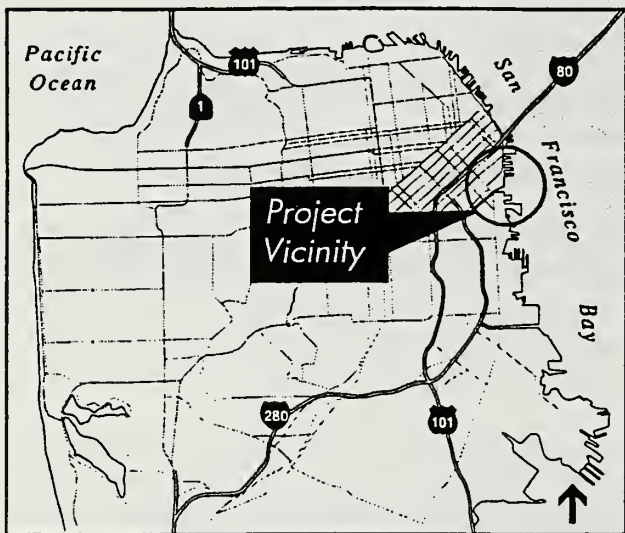 Pacific
Ocean
101
1
San
80
Francisco
Project
Vicinity
Bay
280
101